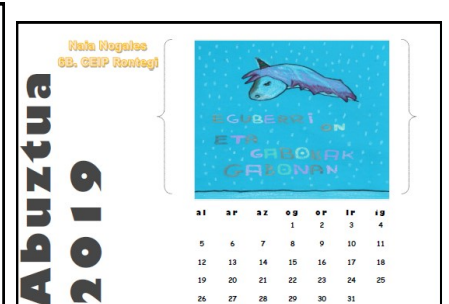 Naia Nogales
6B. CEIP Rontegi
Abuztua
2019
EGUBERRI ON
ETA
GABONAK
GABONAN
al ar az og or lr ig
1 2 3 4
5 6 7 8 9 10 11
12 13 14 15 16 17 18
19 20 21 22 23 24 25
26 27 28 29 30 31